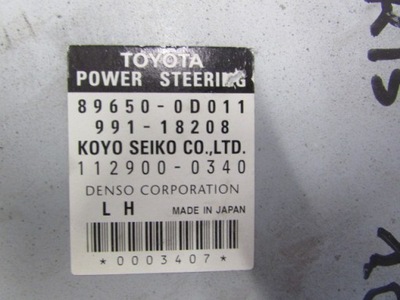 TOYOTA
POWER STEERING
89650-0D011
991-18208
KOYO SEIKO CO.,LTD.
112900-0340
DENSO CORPORATION
LH MADE IN JAPAN
*0003407*